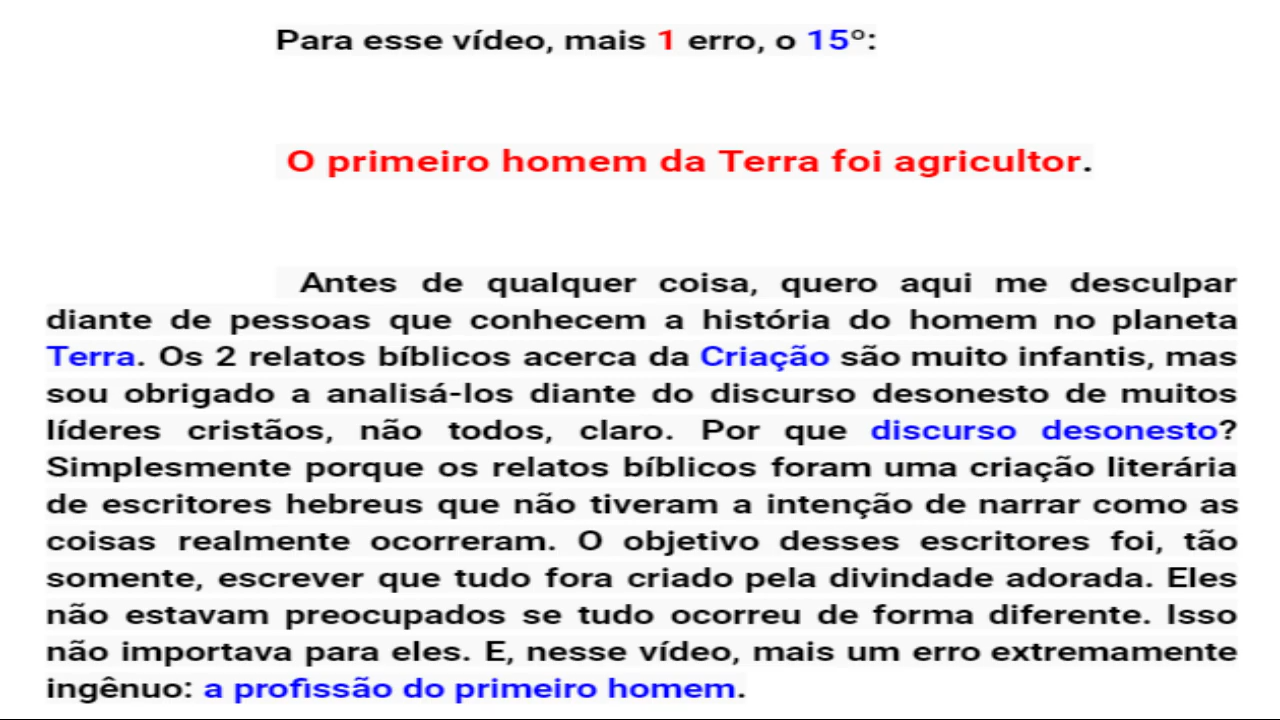 Para esse vídeo, mais 1 erro, o 15º:
O primeiro homem da Terra foi agricultor.
Antes de qualquer coisa, quero aqui me desculpar
diante de pessoas que conhecem a história do homem no planeta
Terra. Os 2 relatos bíblicos acerca da Criação são muito infantis, mas
sou obrigado a analisá-los diante do discurso desonesto de muitos
líderes cristãos, não todos, claro. Por que discurso desonesto?
Simplesmente porque os relatos bíblicos foram uma criação literária
de escritores hebreus que não tiveram a intenção de narrar como as
coisas realmente ocorreram. O objetivo desses escritores foi, tão
somente, escrever que tudo fora criado pela divindade adorada. Eles
não estavam preocupados se tudo ocorreu de forma diferente. Isso
não importava para eles. E, nesse vídeo, mais um erro extremamente
ingênuo: a profissão do primeiro homem.